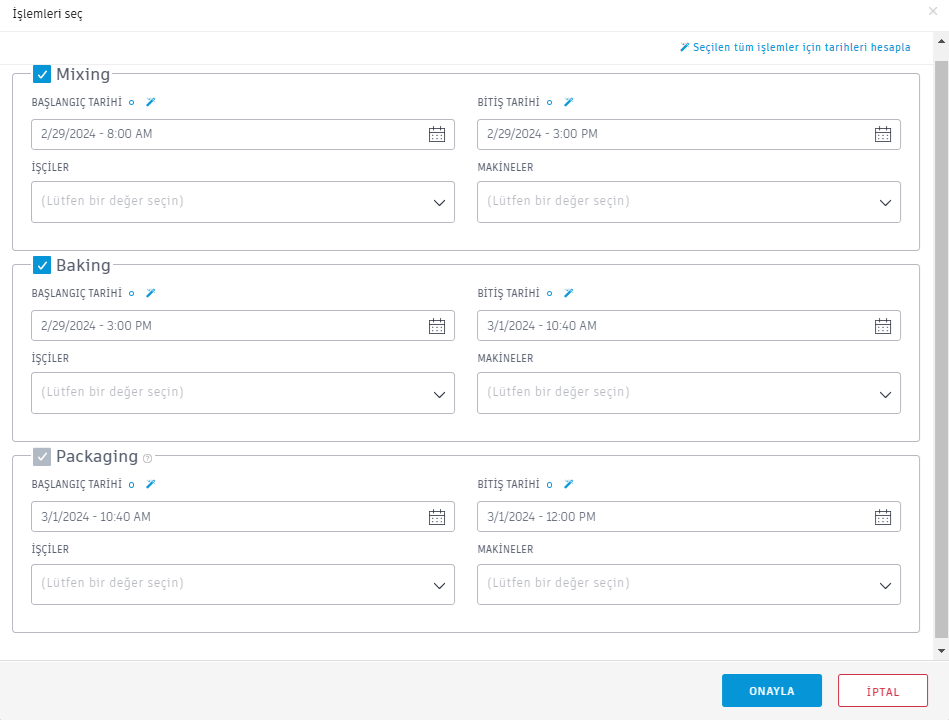 İşlemleri seç
Seçilen tüm işlemler için tarihleri hesapla
Mixing
BAŞLANGIÇ TARİHİ BİTİŞ TARİHİ
2/29/2024 - 8:00 AM 2/29/2024 - 3:00 PM
İŞÇİLER MAKİNELER
(Lütfen bir değer seçin) (Lütfen bir değer seçin)
Baking
BAŞLANGIÇ TARİHİ BİTİŞ TARİHİ
2/29/2024 - 3:00 PM 3/1/2024 - 10:40 AM
İŞÇİLER MAKİNELER
(Lütfen bir değer seçin) (Lütfen bir değer seçin)
Packaging
BAŞLANGIÇ TARİHİ BİTİŞ TARİHİ
3/1/2024 - 10:40 AM 3/1/2024 - 12:00 PM
İŞÇİLER MAKİNELER
(Lütfen bir değer seçin) (Lütfen bir değer seçin)
ONAYLA İPTAL